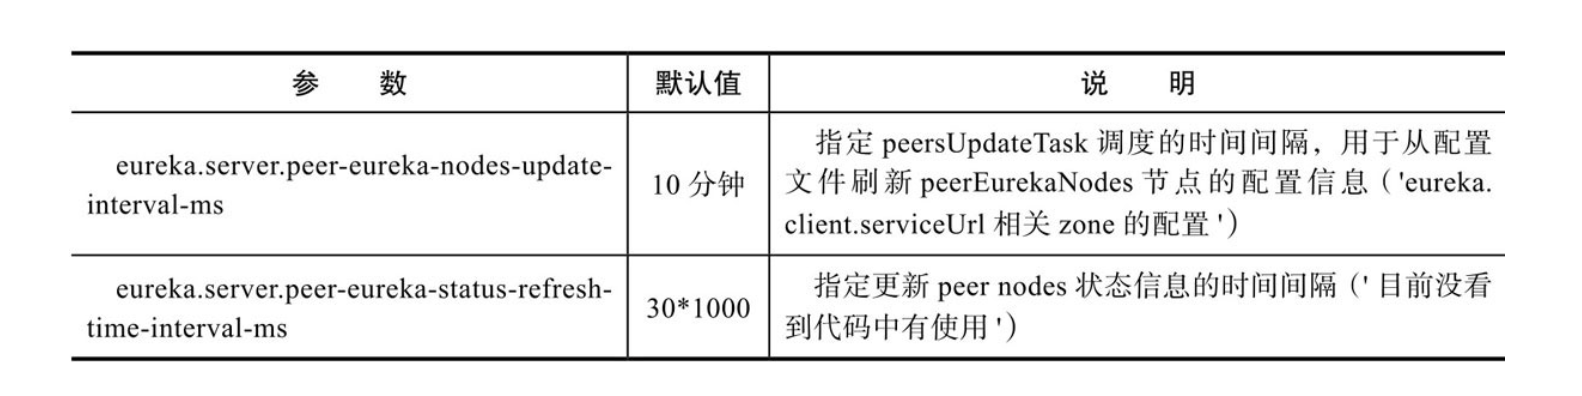 参 数 默认值 说 明
eureka.server.peer-eureka-nodes-update-
interval-ms
10 分钟
指定 peersUpdateTask 调度的时间间隔，用于从配置
文件刷新 peerEurekaNodes 节点的配置信息（'eureka.
client.serviceUrl 相关 zone 的配置 '）
eureka.server.peer-eureka-status-refresh-
time-interval-ms
30*1000
指定更新 peer nodes 状态信息的时间间隔（' 目前没看
到代码中有使用 '）